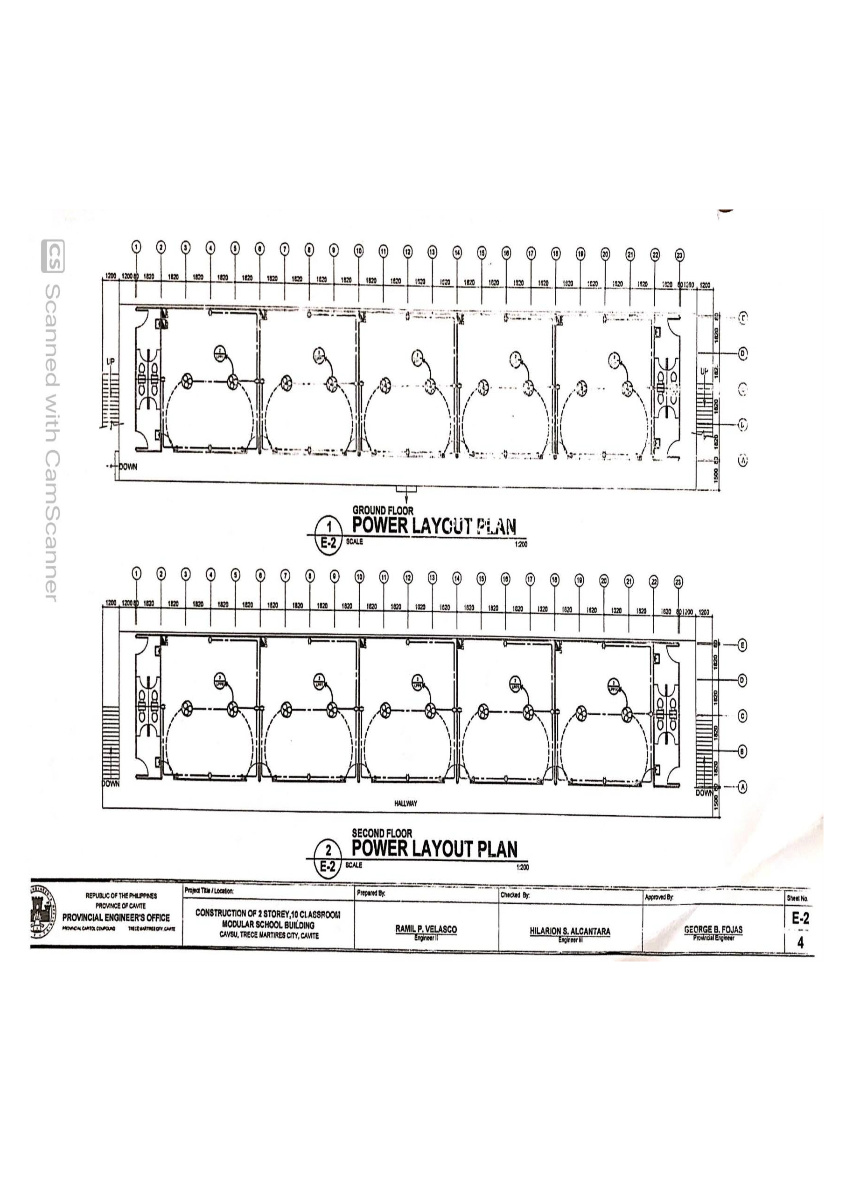 CS Scanned with CamScanner
1 2 3 4 5 6 7 8 9 10 11 12 13 14 15 16 17 18 19 20 21 22 23
1200 1200 1820 1820 1820 1820 1820 1820 1820 1820 1820 1820 1820 1820 1820 1820 1820 1820 1820 1820 1820 1820 1820 1820 1200
D
1820
UP
UP
1820
1820
A
1500
DOWN
GROUND FLOOR
1 POWER LAYOUT PLAN
E-2 SCALE 1:200
1 2 3 4 5 6 7 8 9 10 11 12 13 14 15 16 17 18 19 20 21 22 23
1200 1200 1820 1820 1820 1820 1820 1820 1820 1820 1820 1820 1820 1820 1820 1820 1820 1820 1820 1820 1820 1820 1820 1820 1200
E
1820
D
C
1820
B
1820
A
DOWN
DOWN
1500
HALLWAY
SECOND FLOOR
2 POWER LAYOUT PLAN
E-2 SCALE 1:200
REPUBLIC OF THE PHILIPPINES
PROVINCE OF CAVITE
PROVINCIAL ENGINEER'S OFFICE
PROVINCIAL CAPITOL COMPOUND TRECE MARTIRES CITY, CAVITE
Project Title / Location:
CONSTRUCTION OF 2 STOREY,10 CLASSROOM
MODULAR SCHOOL BUILDING
CAVSU, TRECE MARTIRES CITY, CAVITE
Prepared By:
RAMIL P. VELASCO
Engineer II
Checked By:
HILARION S. ALCANTARA
Engineer III
Approved By:
GEORGE B. FOJAS
Provincial Engineer
Sheet No.
E-2
4